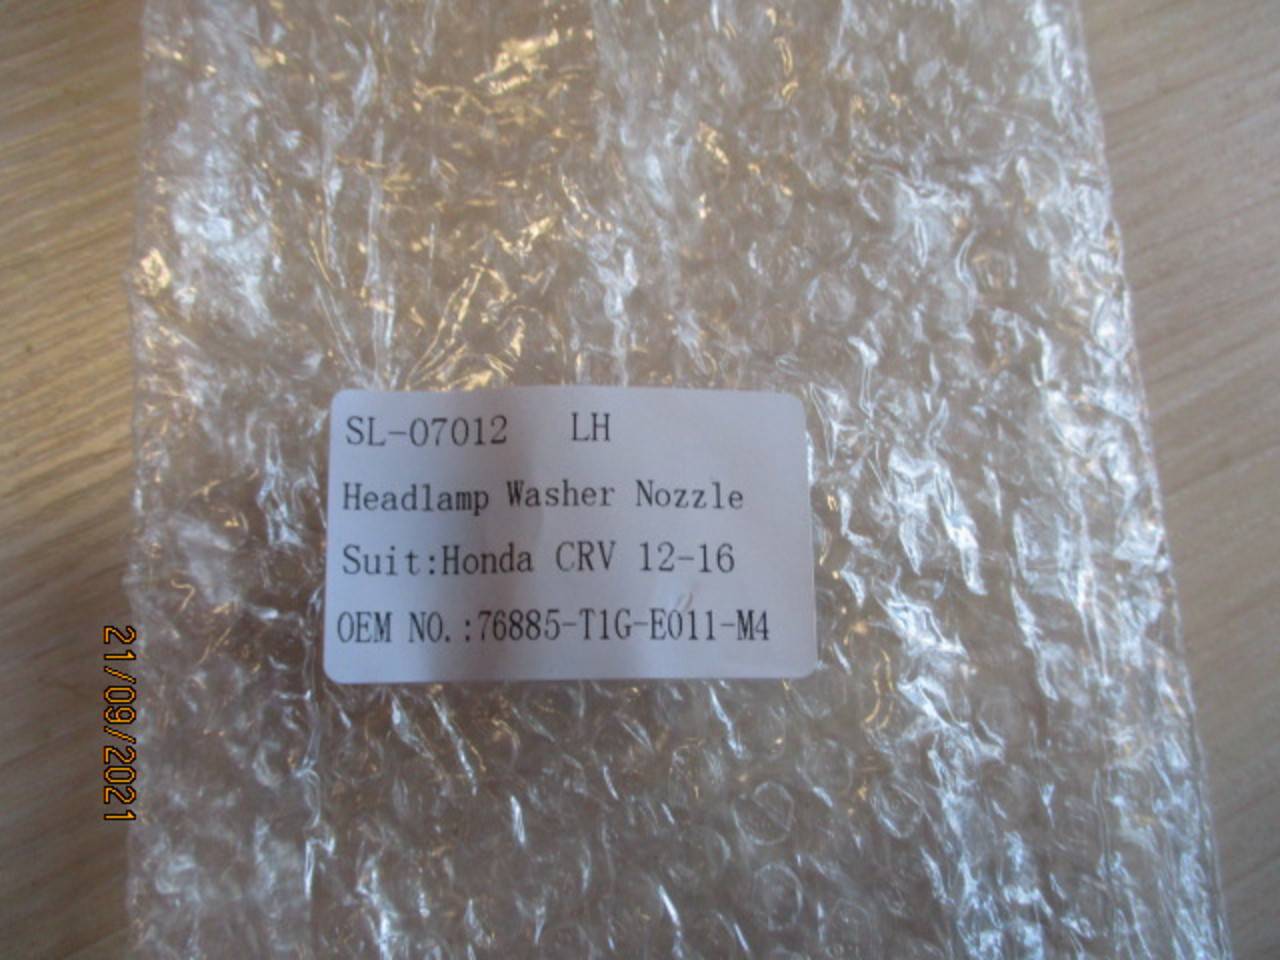 SL-07012 LH
Headlamp Washer Nozzle
Suit:Honda CRV 12-16
OEM NO.:76885-T1G-E011-M4
21/09/2021